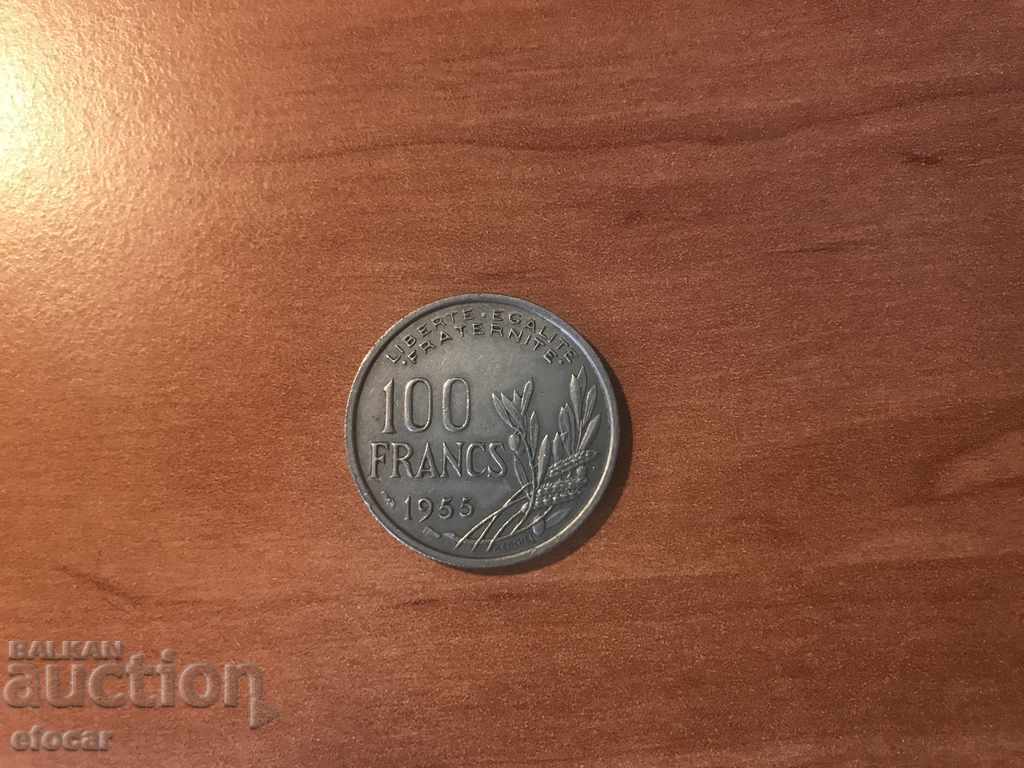 LIBERTE · EGALITE
· FRATERNITE ·
100
FRANCS
1955
BALKAN
auction
efocar